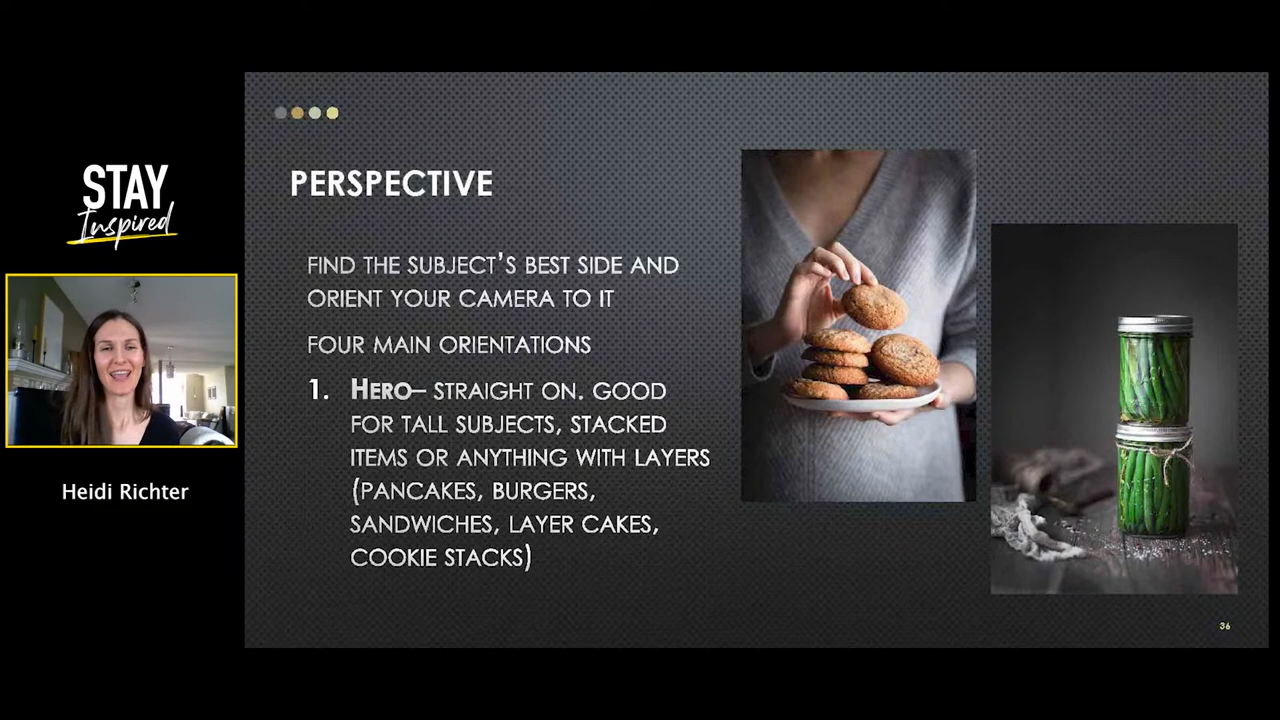 STAY
Inspired
Heidi Richter
PERSPECTIVE
FIND THE SUBJECT'S BEST SIDE AND
ORIENT YOUR CAMERA TO IT
FOUR MAIN ORIENTATIONS
1. HERO– STRAIGHT ON. GOOD
FOR TALL SUBJECTS, STACKED
ITEMS OR ANYTHING WITH LAYERS
(PANCAKES, BURGERS,
SANDWICHES, LAYER CAKES,
COOKIE STACKS)
36